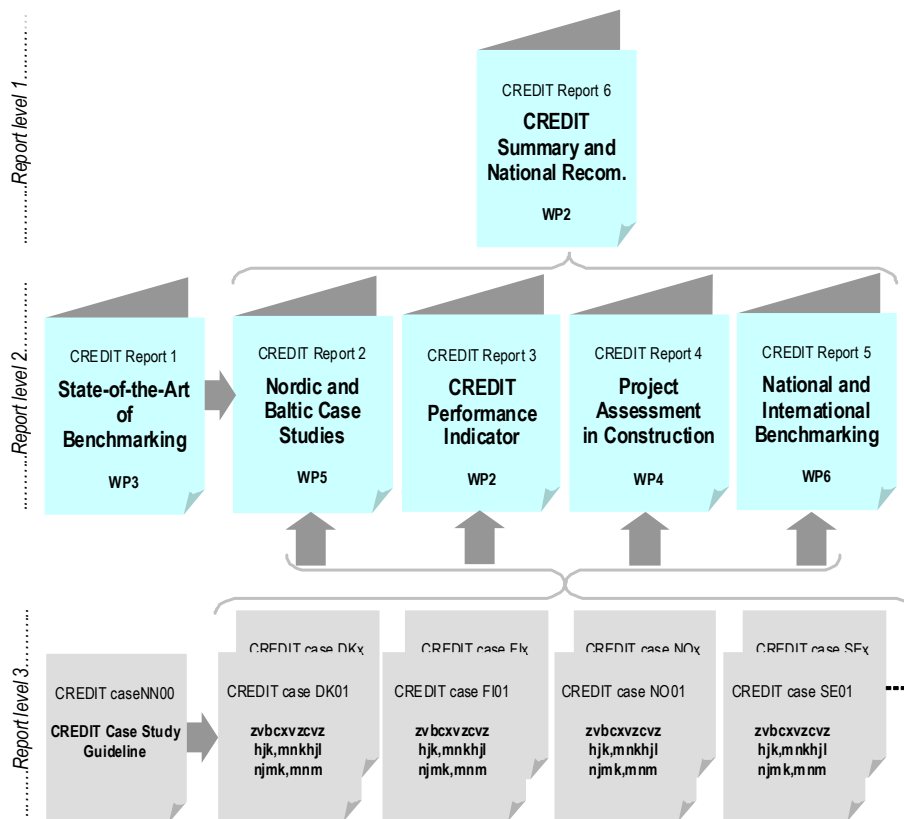 .........Report level 1...........
CREDIT Report 6
CREDIT
Summary and
National Recom.
WP2
.........Report level 2...........
CREDIT Report 1
State-of-the-Art
of
Benchmarking
WP3
CREDIT Report 2
Nordic and
Baltic Case
Studies
WP5
CREDIT Report 3
CREDIT
Performance
Indicator
WP2
CREDIT Report 4
Project
Assessment
in Construction
WP4
CREDIT Report 5
National and
International
Benchmarking
WP6
.........Report level 3...........
CREDIT caseNN00
CREDIT Case Study
Guideline
CREDIT case DKx
CREDIT case DK01
zvbcxvzcvz
hjk,mnkhjl
njmk,mnm
CREDIT case FIx
CREDIT case FI01
zvbcxvzcvz
hjk,mnkhjl
njmk,mnm
CREDIT case NOx
CREDIT case NO01
zvbcxvzcvz
hjk,mnkhjl
njmk,mnm
CREDIT case SEx
CREDIT case SE01
zvbcxvzcvz
hjk,mnkhjl
njmk,mnm